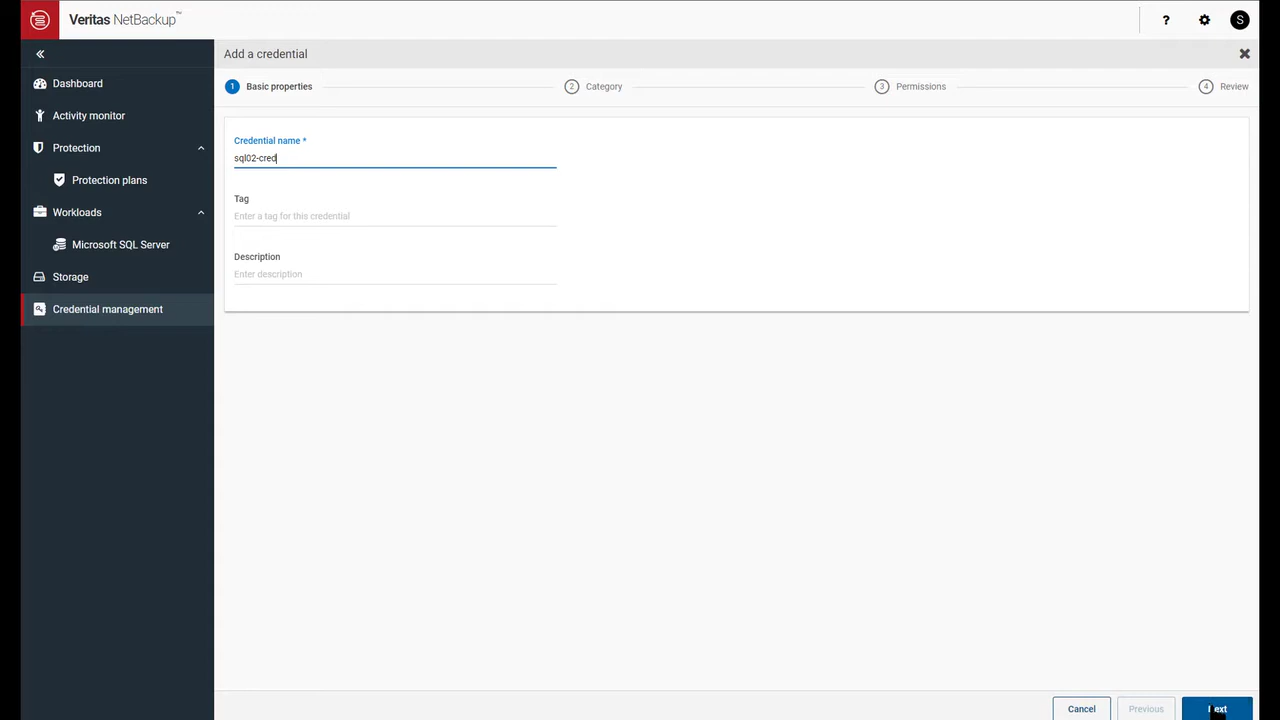 Veritas NetBackup™
?
S
Add a credential
Dashboard
Activity monitor
Protection
Protection plans
Workloads
Microsoft SQL Server
Storage
Credential management
1 Basic properties
2 Category
3 Permissions
4 Review
Credential name *
sql02-cred
Tag
Enter a tag for this credential
Description
Enter description
Cancel
Previous
Next